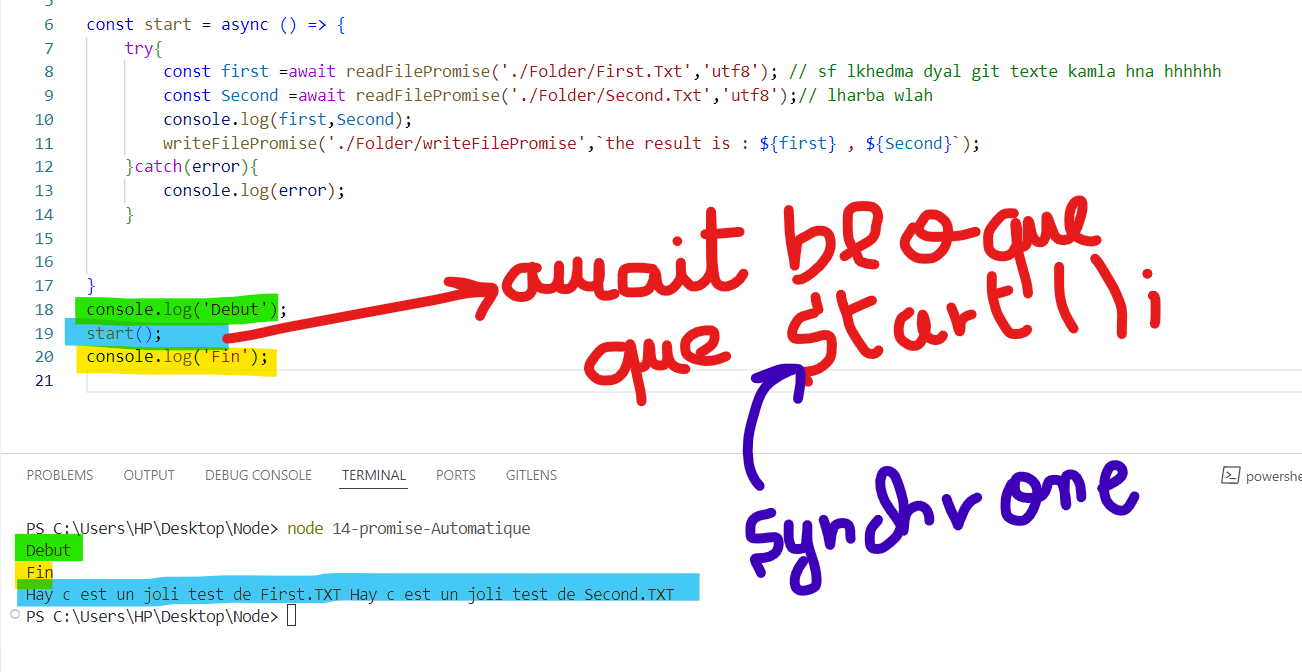 6 const start = async () => {
7 try{
8 const first =await readFilePromise('./Folder/First.Txt','utf8'); // sf lkhedma dyal git texte kamla hna hhhhhh
9 const Second =await readFilePromise('./Folder/Second.Txt','utf8');// lharba wlah
10 console.log(first,Second);
11 writeFilePromise('./Folder/writeFilePromise',`the result is : ${first} , ${Second}`);
12 }catch(error){
13 console.log(error);
14 }
15
16
17 }
18 console.log('Debut');
19 start();
20 console.log('Fin');
21
await bloque
que Start();
synchrone
PROBLEMS OUTPUT DEBUG CONSOLE TERMINAL PORTS GITLENS powershe
PS C:\Users\HP\Desktop\Node> node 14-promise-Automatique
Debut
Fin
Hay c est un joli test de First.TXT Hay c est un joli test de Second.TXT
PS C:\Users\HP\Desktop\Node>